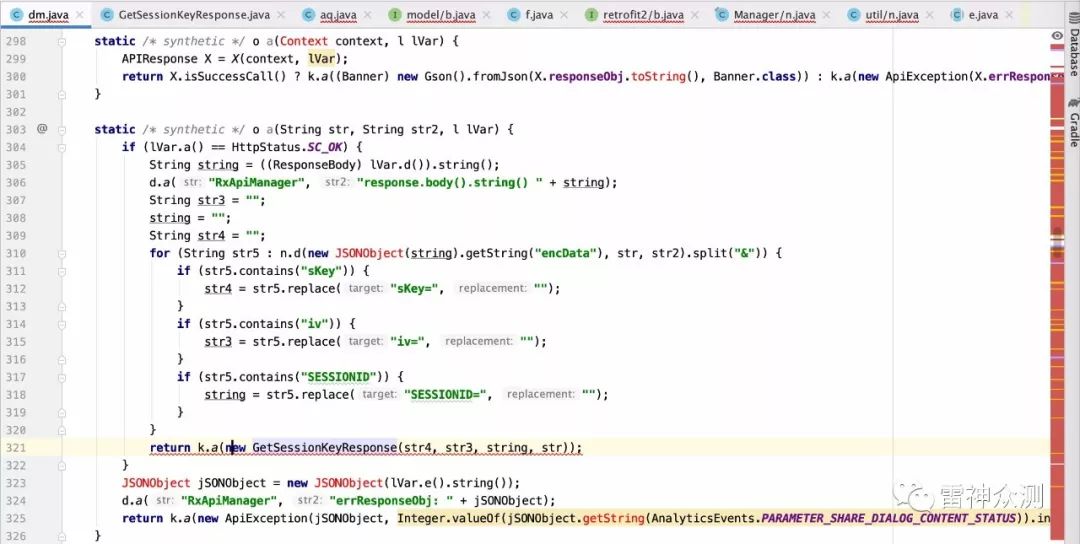 dm.java GetSessionKeyResponse.java aq.java model/b.java f.java retrofit2/b.java Manager/n.java util/n.java e.java
298 static /* synthetic */ o a(Context context, l lVar) {
299 APIResponse X = X(context, lVar);
300 return X.isSuccessCall() ? k.a((Banner) new Gson().fromJson(X.responseObj.toString(), Banner.class)) : k.a(new ApiException(X.errRespons
301 }
302
303 @ static /* synthetic */ o a(String str, String str2, l lVar) {
304 if (lVar.a() == HttpStatus.SC_OK) {
305 String string = ((ResponseBody) lVar.d()).string();
306 d.a( str: "RxApiManager", str2: "response.body().string() " + string);
307 String str3 = "";
308 string = "";
309 String str4 = "";
310 for (String str5 : n.d(new JSONObject(string).getString("encData"), str, str2).split("&")) {
311 if (str5.contains("sKey")) {
312 str4 = str5.replace( target: "sKey=", replacement: "");
313 }
314 if (str5.contains("iv")) {
315 str3 = str5.replace( target: "iv=", replacement: "");
316 }
317 if (str5.contains("SESSIONID")) {
318 string = str5.replace( target: "SESSIONID=", replacement: "");
319 }
320 }
321 return k.a(new GetSessionKeyResponse(str4, str3, string, str));
322 }
323 JSONObject jSONObject = new JSONObject(lVar.e().string());
324 d.a( str: "RxApiManager", str2: "errResponseObj: " + jSONObject);
325 return k.a(new ApiException(jSONObject, Integer.valueOf(jSONObject.getString(AnalyticsEvents.PARAMETER_SHARE_DIALOG_CONTENT_STATUS)).in
326 }
Database
Gradle
雷神众测